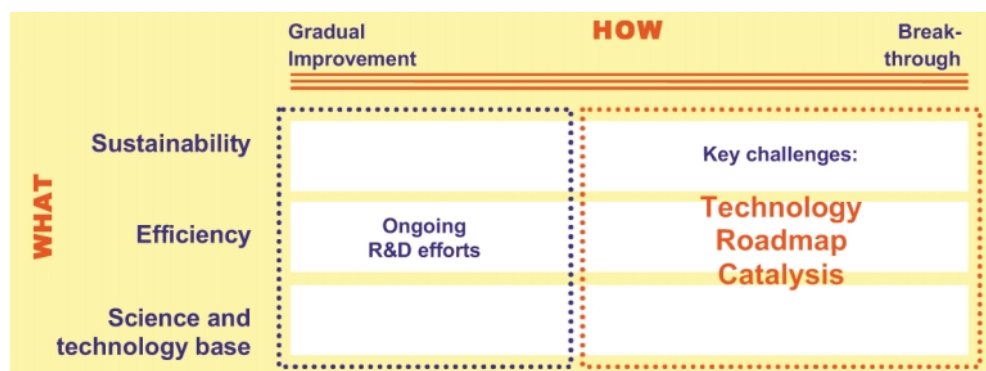 HOW
Gradual
Improvement
Break-
through
WHAT
Sustainability
Key challenges:
Efficiency
Ongoing
R&D efforts
Technology
Roadmap
Catalysis
Science and
technology base